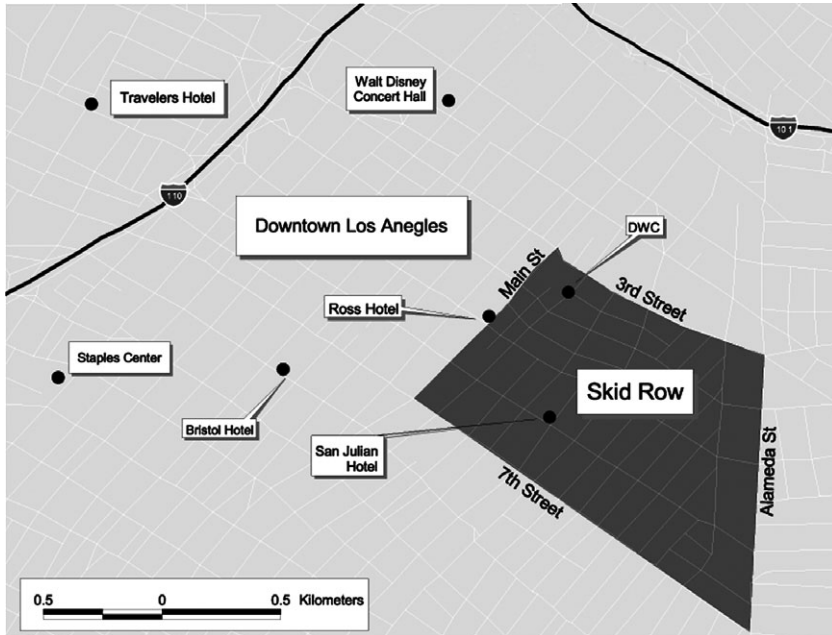 Travelers Hotel
Walt Disney
Concert Hall
101
110
Downtown Los Anegles
DWC
Main St
3rd Street
Ross Hotel
Staples Center
Skid Row
Bristol Hotel
San Julian
Hotel
7th Street
Alameda St
0.5 0 0.5 Kilometers